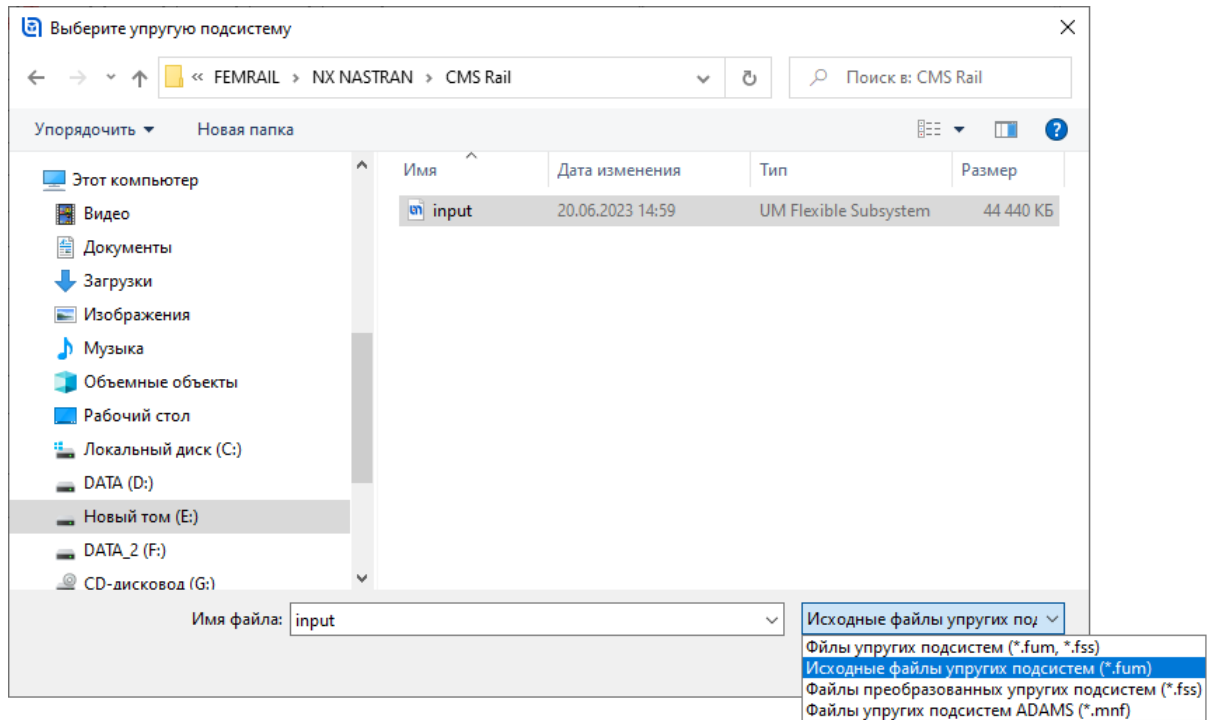 Выберите упругую подсистему
« FEMRAIL › NX NASTRAN › CMS Rail
Поиск в: CMS Rail
Упорядочить
Новая папка
Имя
Дата изменения
Тип
Размер
input
20.06.2023 14:59
UM Flexible Subsystem
44 440 КБ
Этот компьютер
Видео
Документы
Загрузки
Изображения
Музыка
Объемные объекты
Рабочий стол
Локальный диск (C:)
DATA (D:)
Новый том (E:)
DATA_2 (F:)
CD-дисковод (G:)
Имя файла:
input
Исходные файлы упругих под
Фйлы упругих подсистем (*.fum, *.fss)
Исходные файлы упругих подсистем (*.fum)
Файлы преобразованных упругих подсистем (*.fss)
Файлы упругих подсистем ADAMS (*.mnf)